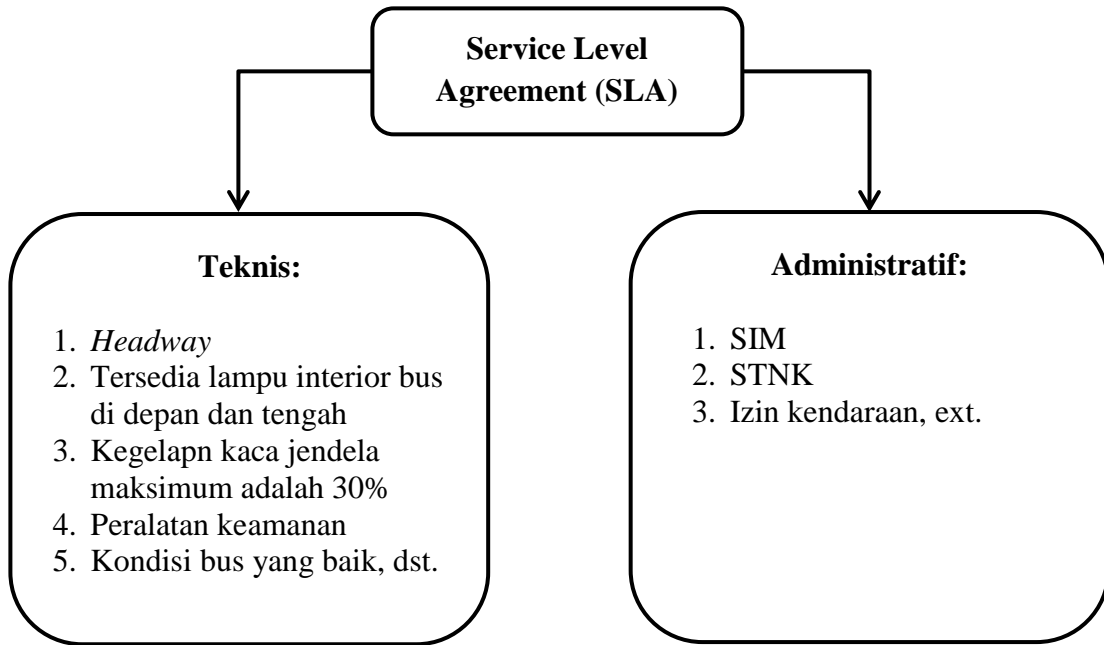 Service Level
Agreement (SLA)
Teknis:
1. Headway
2. Tersedia lampu interior bus
di depan dan tengah
3. Kegelapn kaca jendela
maksimum adalah 30%
4. Peralatan keamanan
5. Kondisi bus yang baik, dst.
Administratif:
1. SIM
2. STNK
3. Izin kendaraan, ext.